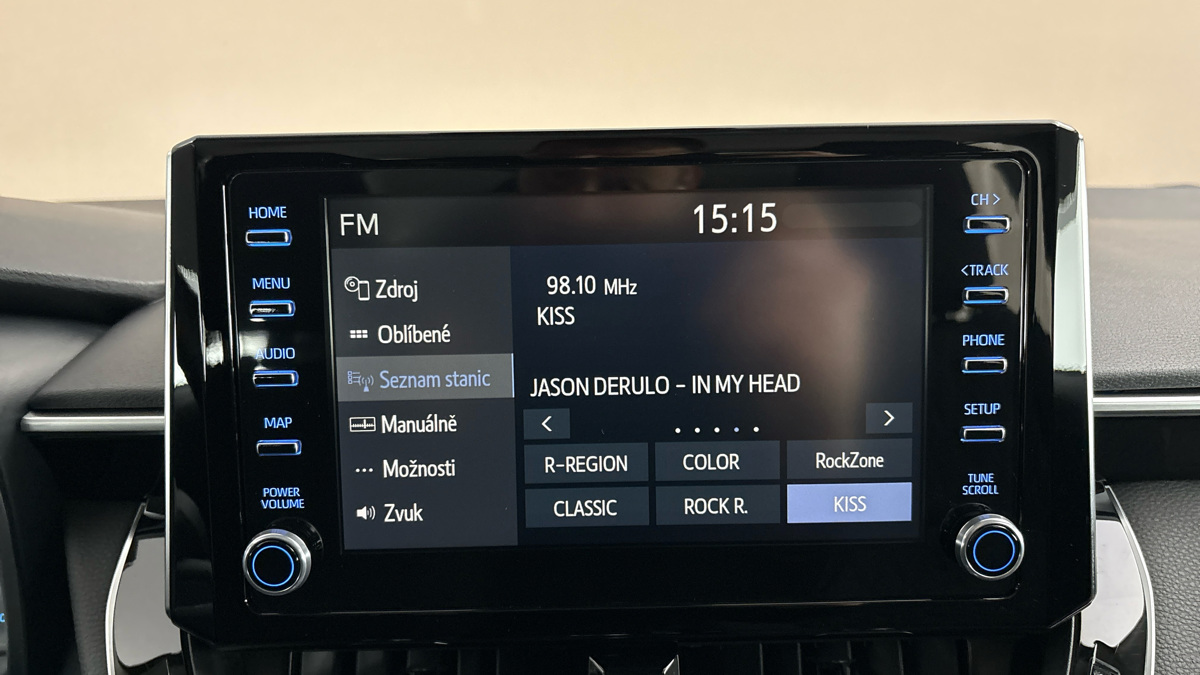 HOME
MENU
AUDIO
MAP
POWER
VOLUME
FM
15:15
Zdroj
Oblíbené
Seznam stanic
Manuálně
Možnosti
Zvuk
98.10 MHz
KISS
JASON DERULO - IN MY HEAD
< >
R-REGION COLOR RockZone
CLASSIC ROCK R. KISS
CH >
<TRACK
PHONE
SETUP
TUNE
SCROLL